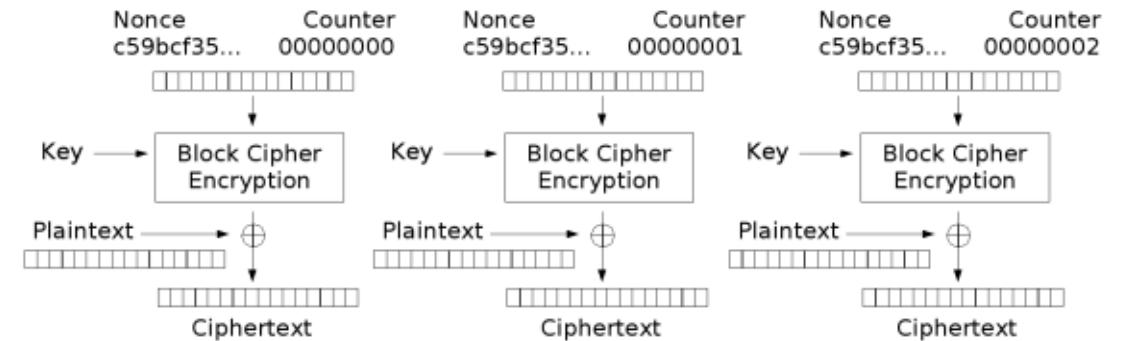 Nonce Counter Nonce Counter Nonce Counter
c59bcf35... 00000000 c59bcf35... 00000001 c59bcf35... 00000002
Key Block Cipher Key Block Cipher Key Block Cipher
Encryption Encryption Encryption
Plaintext Plaintext Plaintext
Ciphertext Ciphertext Ciphertext